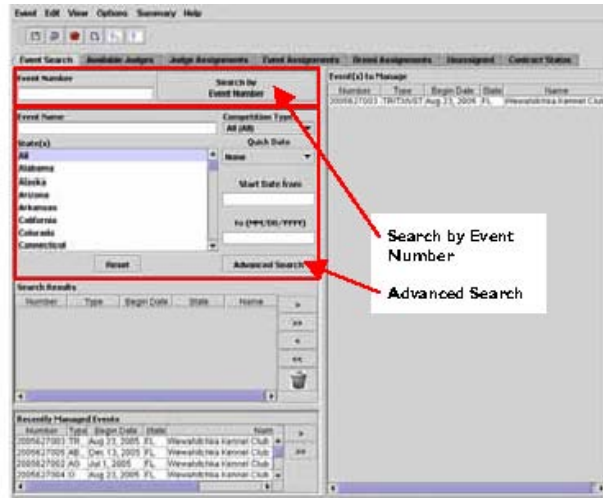 Event Edit View Options Summary Help
Event Search Available Judges Judge Assignments Event Assignments Breed Assignments Unassigned Contract Status
Event Number
Search by
Event Number
Event Name
Competition Type
All (All)
State(s)
Quick Date
All
None
Alabama
Alaska
Start Date from
Arizona
Arkansas
California
to (MM/DD/YYYY)
Colorado
Connecticut
Reset
Advanced Search
Search Results
Number Type Begin Date State Name
>
>>
<
<<
Recently Managed Events
Number Type Begin Date State Nam
2005627003 TR Aug 23, 2005 FL Wewahitchka Kennel Club
2005627005 AB Dec 13, 2005 FL Wewahitchka Kennel Club
2005627002 AG Jul 1, 2005 FL Wewahitchka Kennel Club
2005627004 O Aug 23, 2005 FL Wewahitchka Kennel Club
>
>>
Event(s) to Manage
Number Type Begin Date State Name
2005627003 Aug 23, 2005 FL Wewahitchka Kennel Clu
Search by Event
Number
Advanced Search